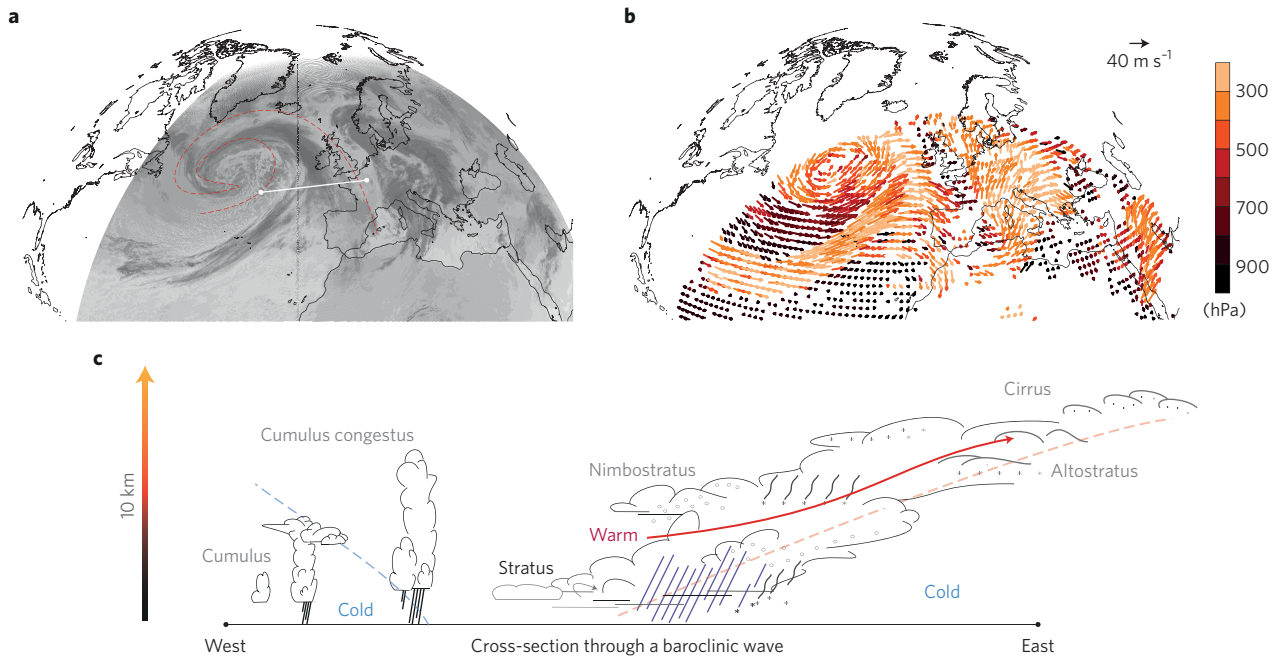 a
b
40 m s⁻¹
300
500
700
900
(hPa)
c
10 km
Cirrus
Cumulus congestus
Nimbostratus
Altostratus
Warm
Cumulus
Stratus
Cold
Cold
West
Cross-section through a baroclinic wave
East